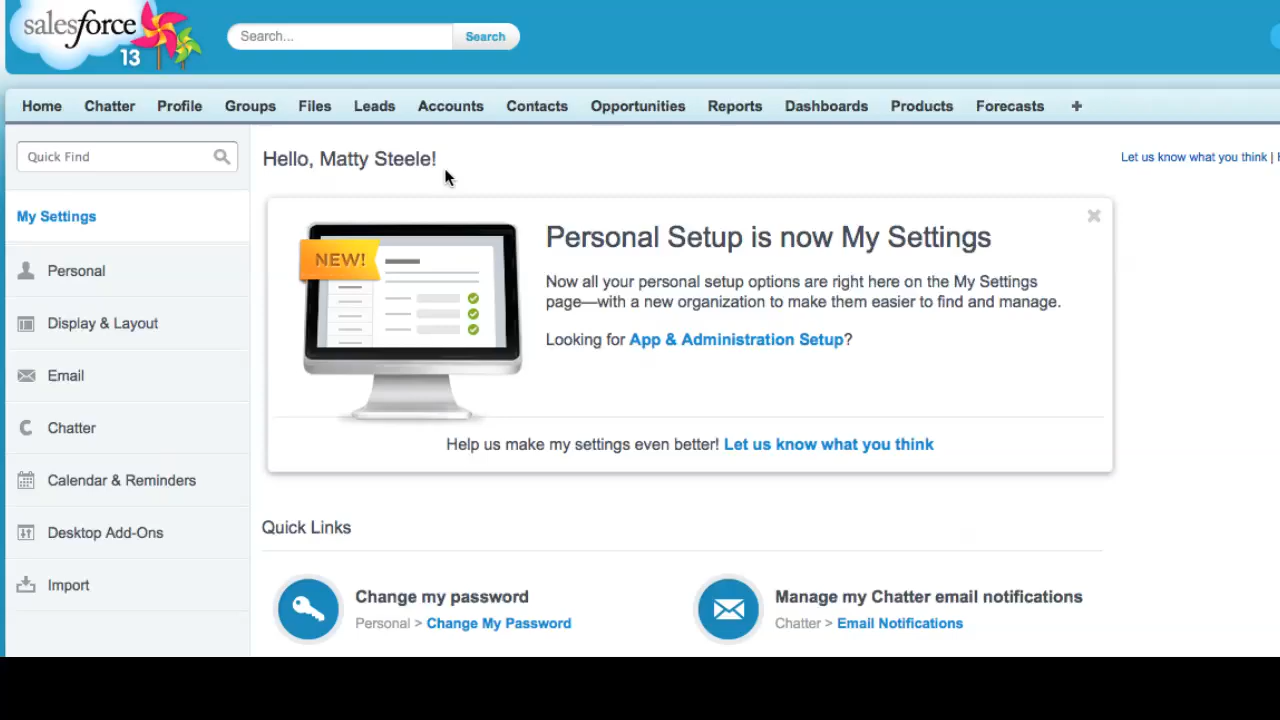 salesforce
13
Search...
Search
Home Chatter Profile Groups Files Leads Accounts Contacts Opportunities Reports Dashboards Products Forecasts +
Quick Find
Hello, Matty Steele!
Let us know what you think |
My Settings
Personal
Display & Layout
Email
Chatter
Calendar & Reminders
Desktop Add-Ons
Import
NEW!
Personal Setup is now My Settings
Now all your personal setup options are right here on the My Settings
page—with a new organization to make them easier to find and manage.
Looking for App & Administration Setup?
Help us make my settings even better! Let us know what you think
Quick Links
Change my password
Personal > Change My Password
Manage my Chatter email notifications
Chatter > Email Notifications